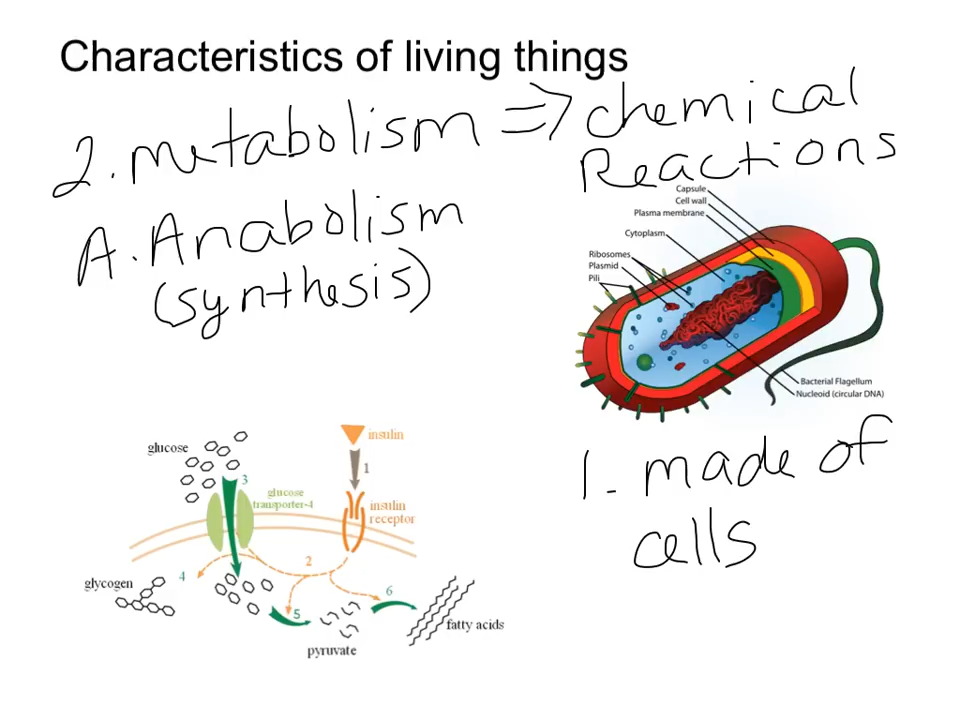 Characteristics of living things
2. metabolism => chemical
Reactions
A. Anabolism
(synthesis)
Capsule
Cell wall
Plasma membrane
Cytoplasm
Ribosomes
Plasmid
Pili
Bacterial Flagellum
Nucleoid (circular DNA)
1. made of
cells
glucose
insulin
1
3
glucose
transporter-4
insulin
receptor
2
4
glycogen
5
6
pyruvate
fatty acids